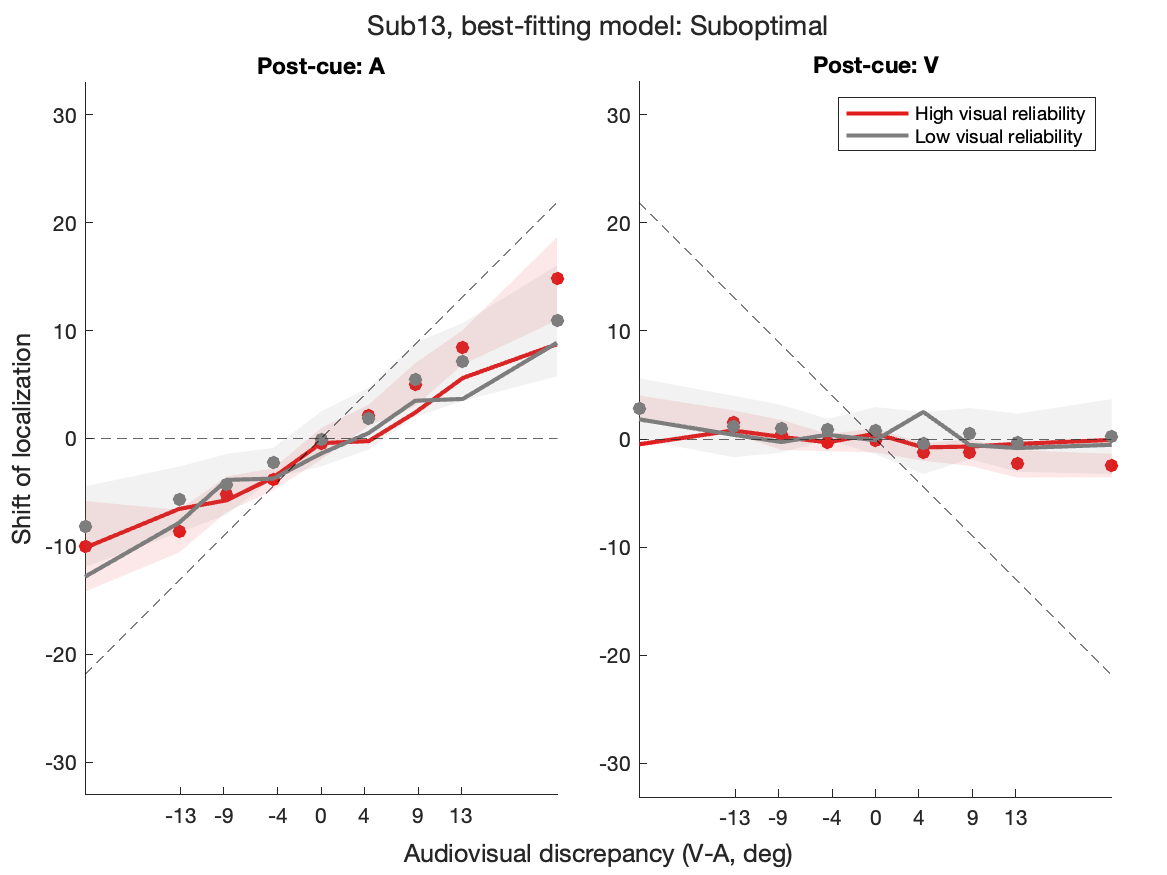 Sub13, best-fitting model: Suboptimal
Post-cue: A
Post-cue: V
High visual reliability
Low visual reliability
Shift of localization
30
20
10
0
-10
-20
-30
-13 -9 -4 0 4 9 13
30
20
10
0
-10
-20
-30
-13 -9 -4 0 4 9 13
Audiovisual discrepancy (V-A, deg)